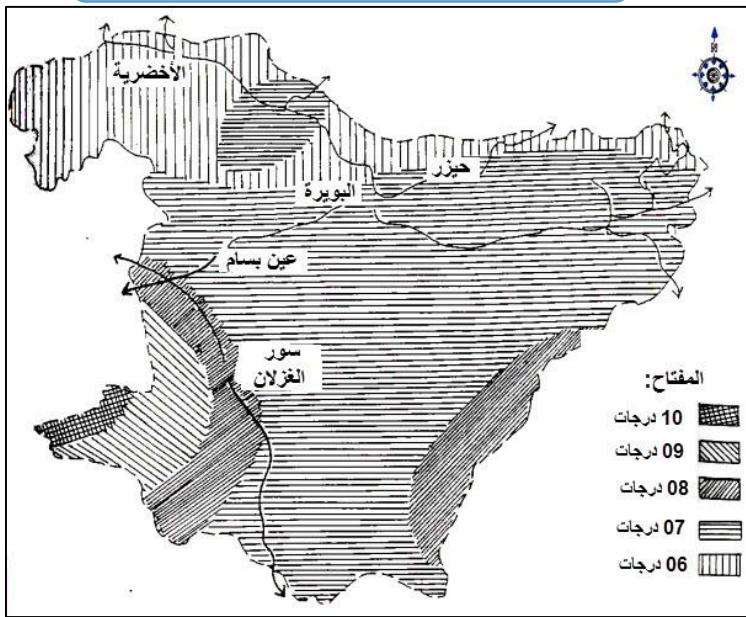 الأخضرية
حيزر
البويرة
عين بسام
سور
الغزلان
المفتاح:
10 درجات
09 درجات
08 درجات
07 درجات
06 درجات